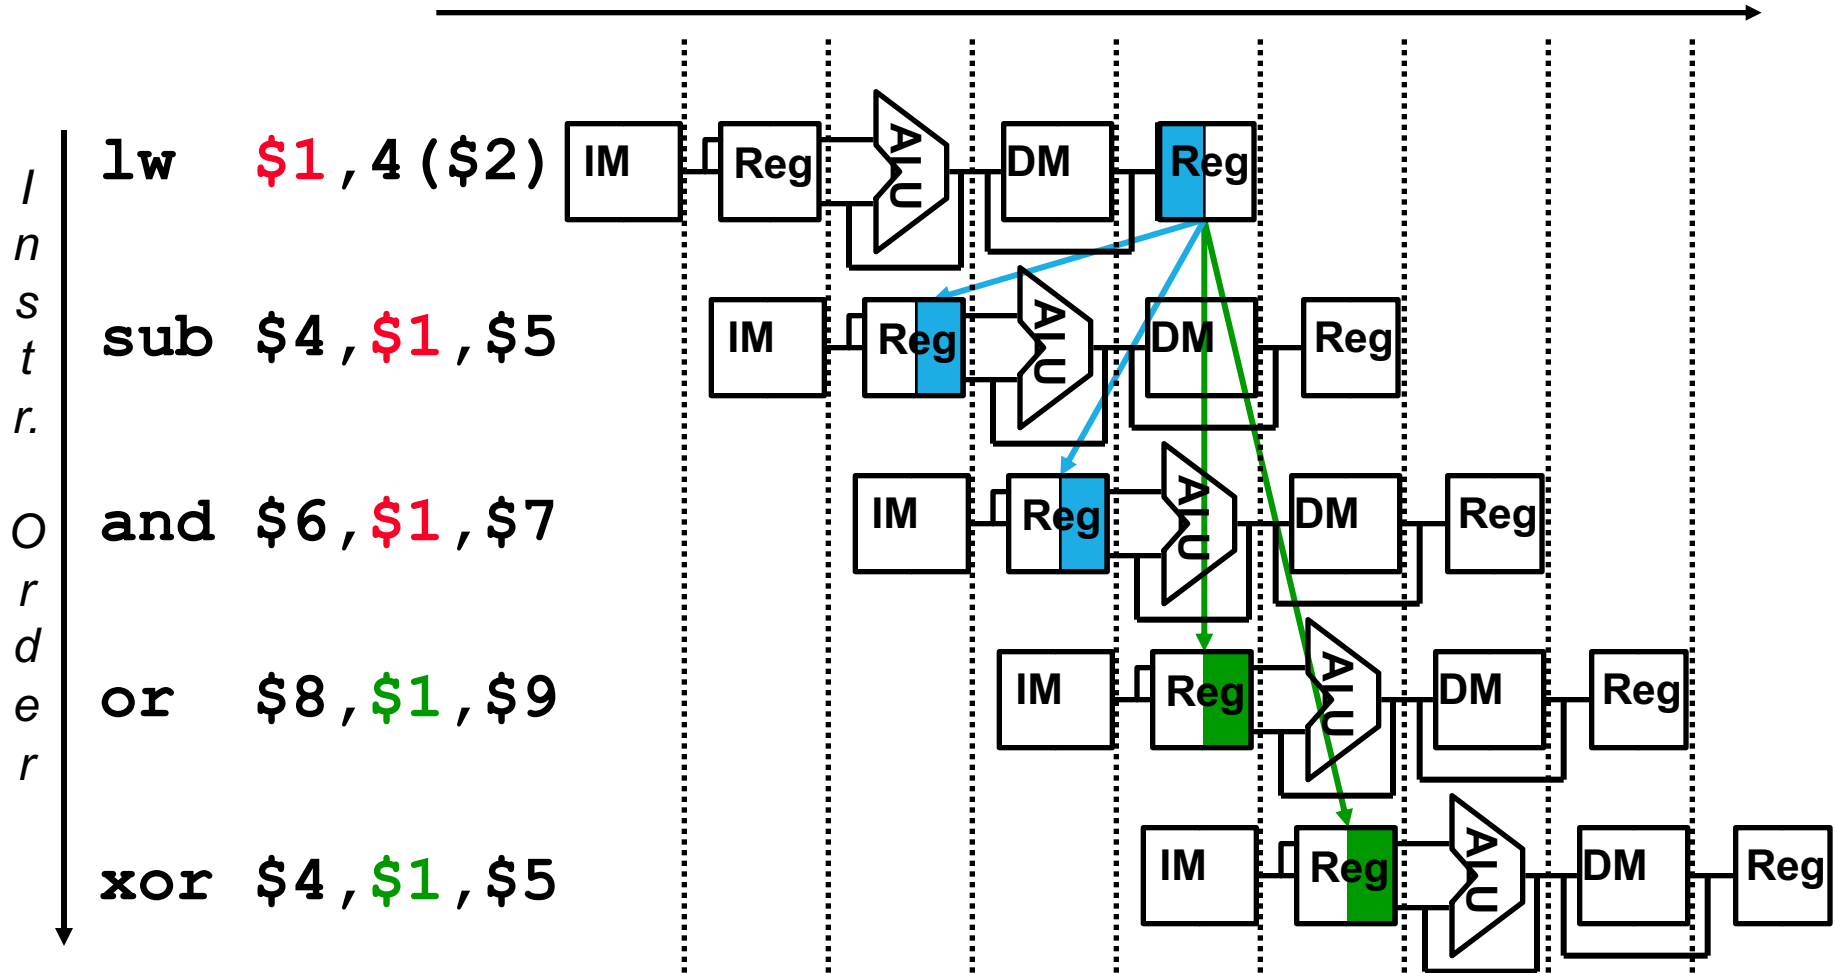 Instr. Order
lw $1,4($2) IM Reg ALU DM Reg
sub $4,$1,$5 IM Reg ALU DM Reg
and $6,$1,$7 IM Reg ALU DM Reg
or $8,$1,$9 IM Reg ALU DM Reg
xor $4,$1,$5 IM Reg ALU DM Reg